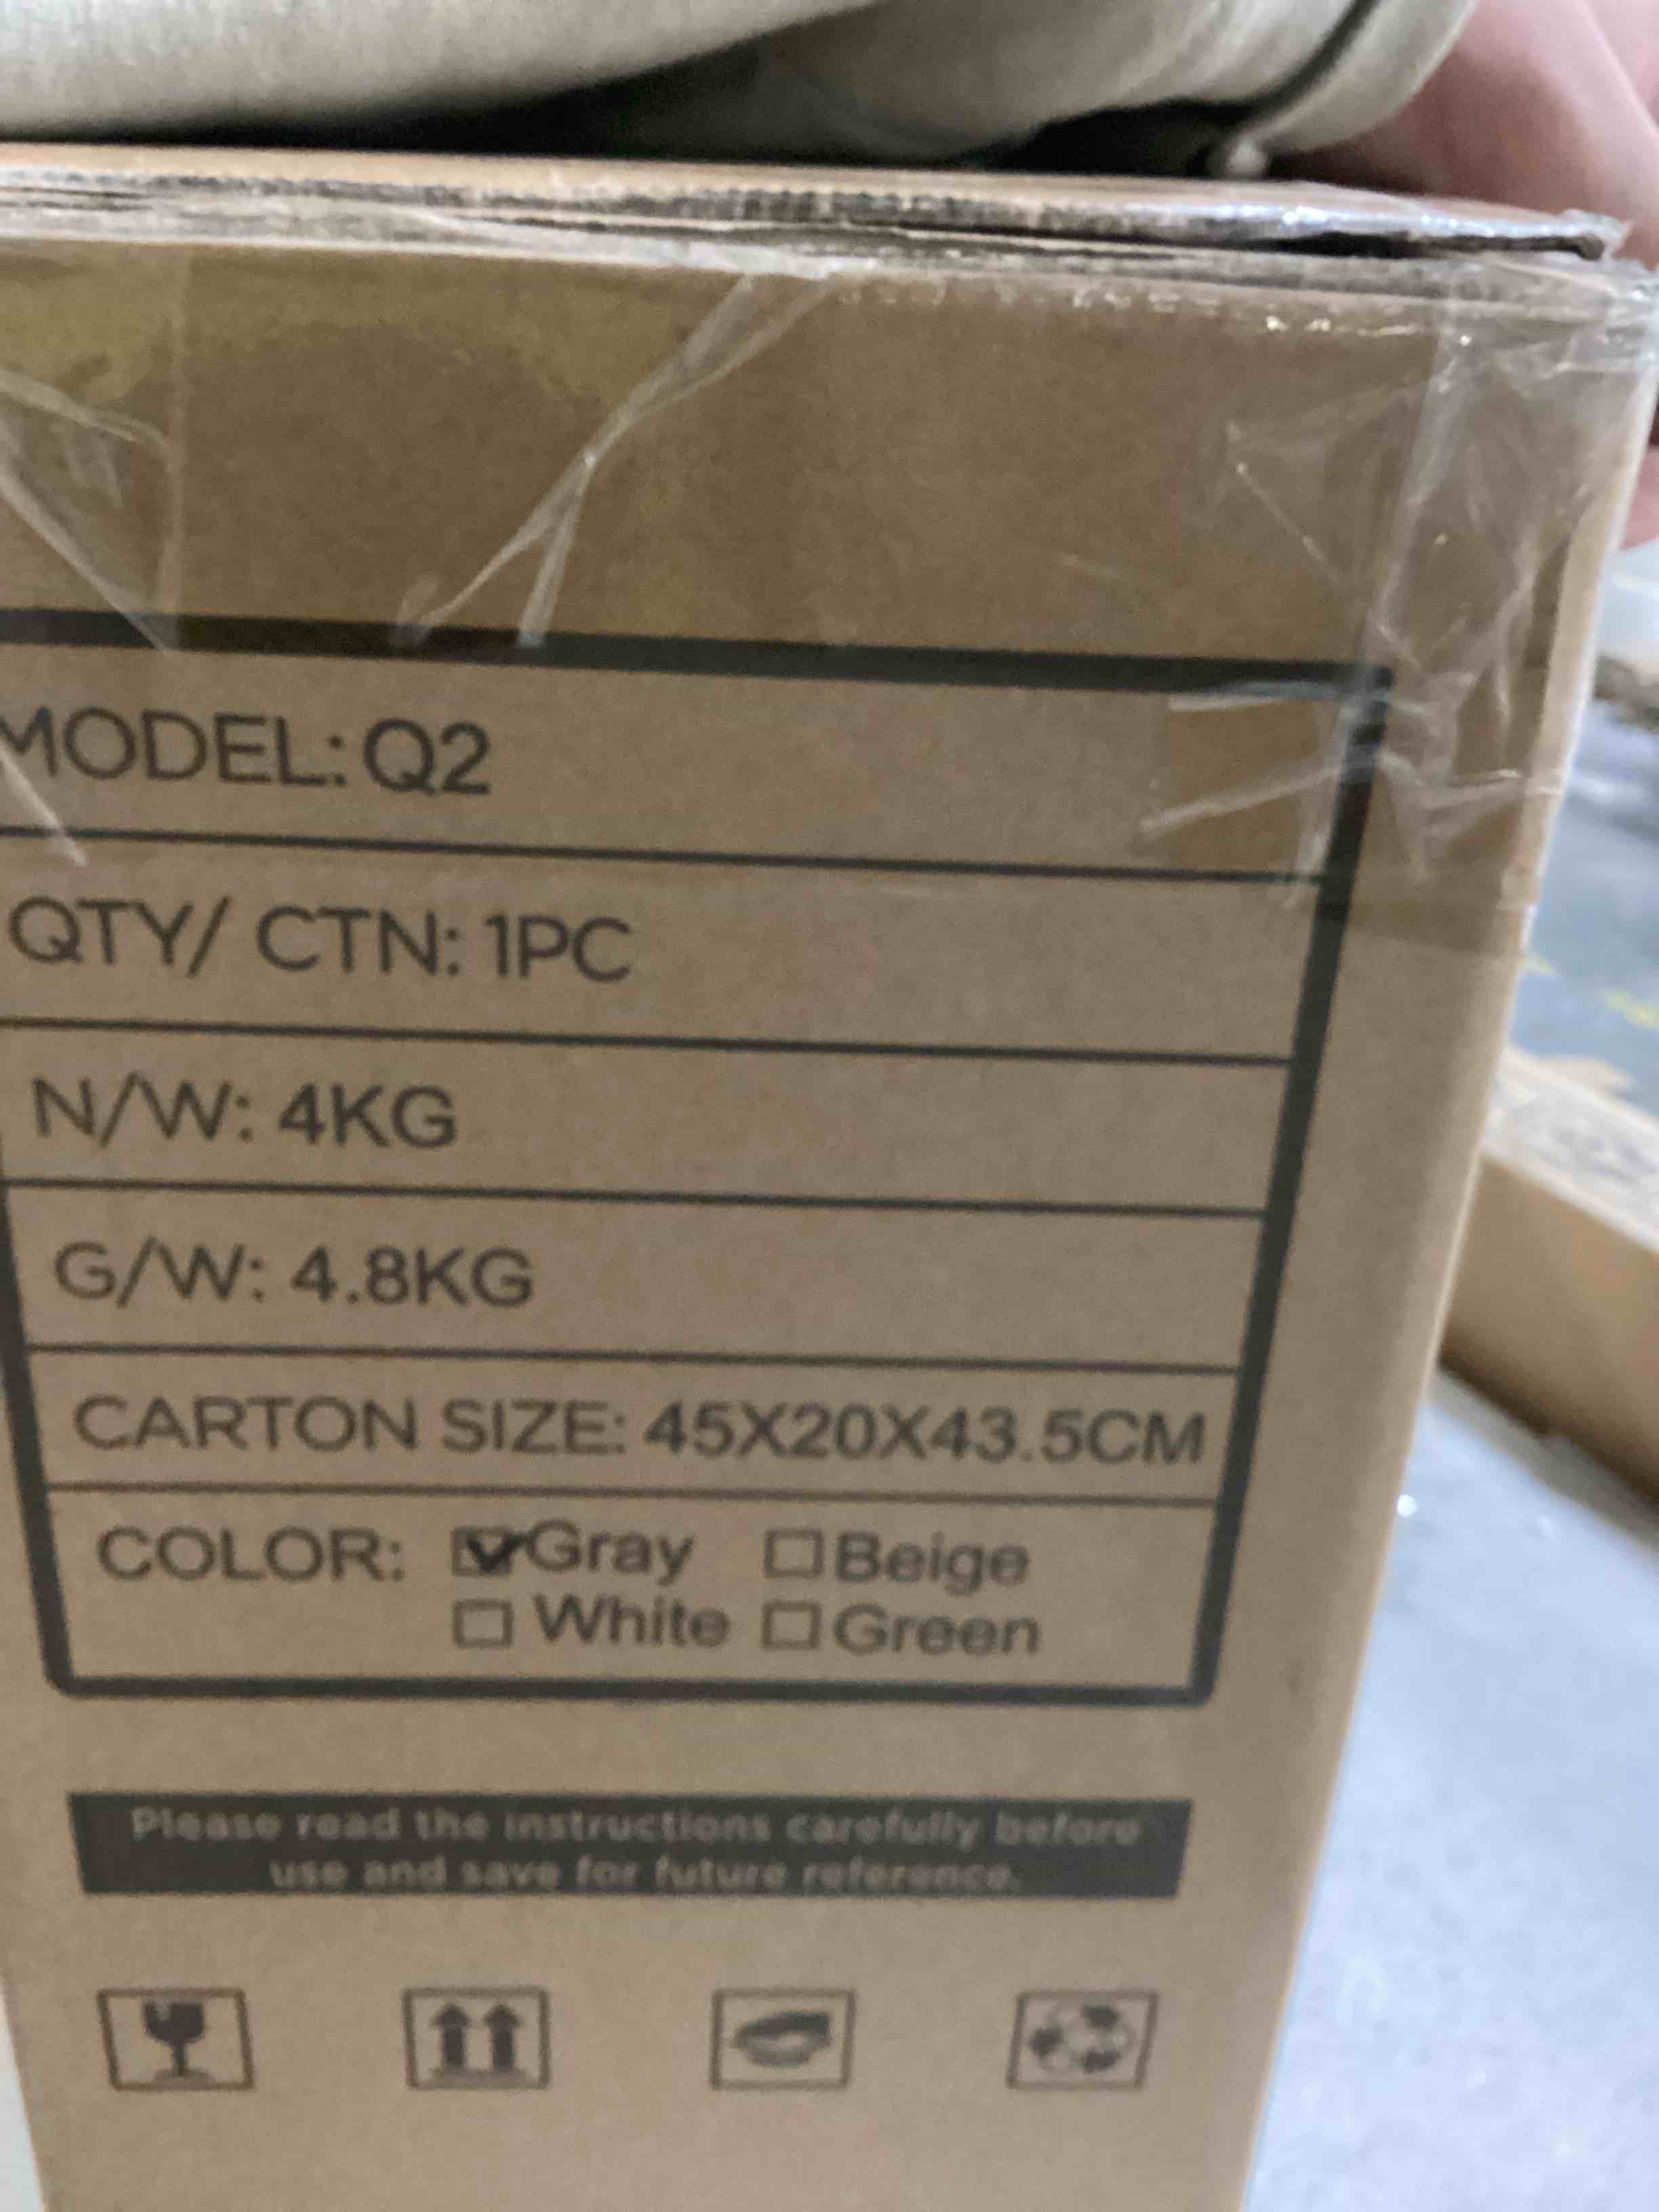 MODEL: Q2
QTY/ CTN: 1PC
N/W: 4KG
G/W: 4.8KG
CARTON SIZE: 45X20X43.5CM
COLOR: Gray Beige
White Green
Please read the instructions carefully before
use and save for future reference.